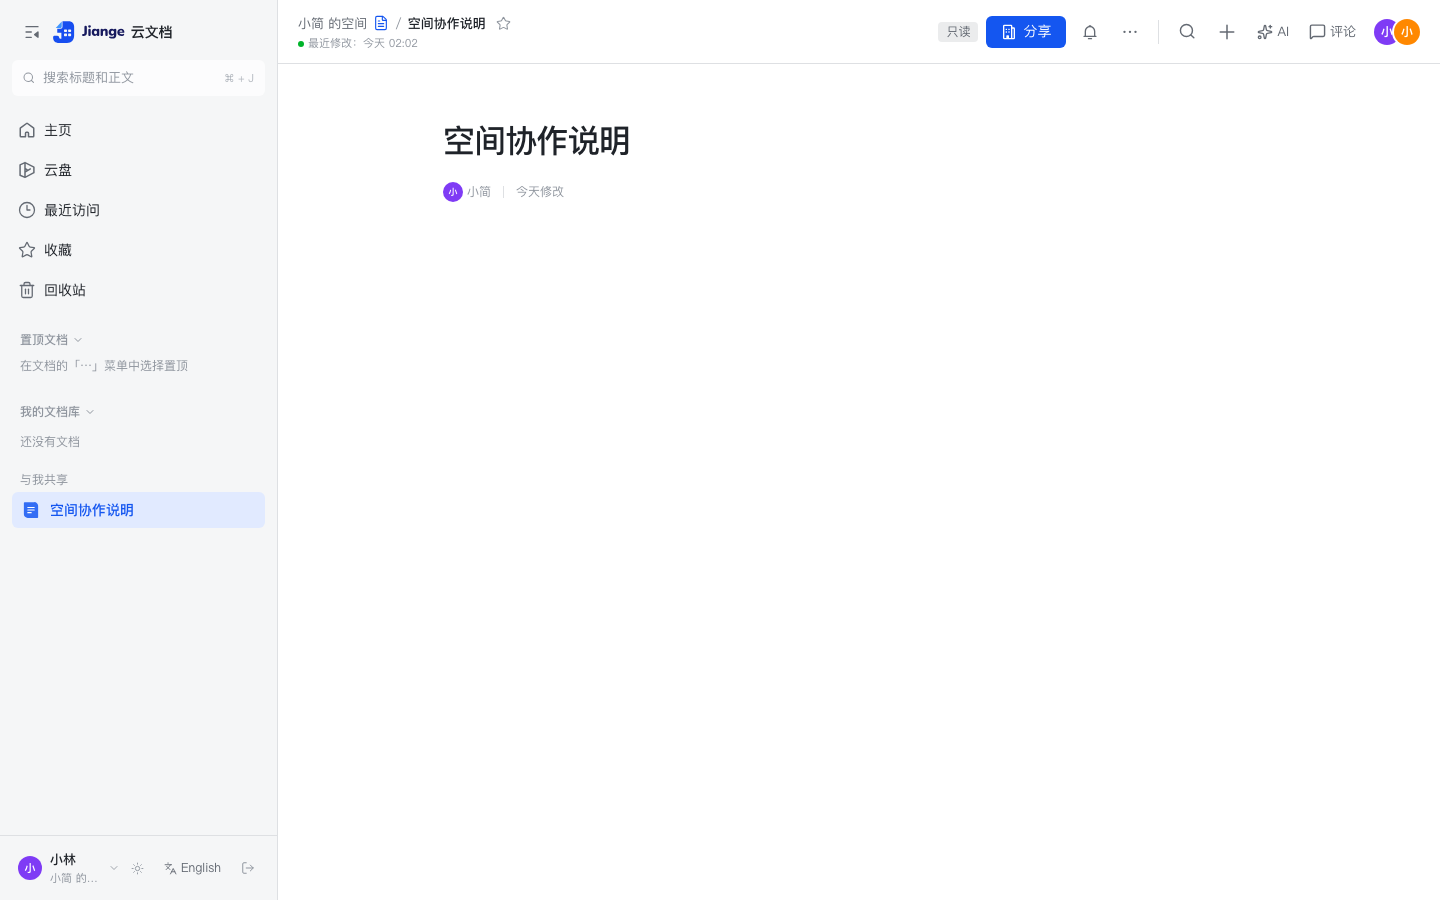 Jiange 云文档
搜索标题和正文 ⌘ + J
主页
云盘
最近访问
收藏
回收站
置顶文档
在文档的「···」菜单中选择置顶
我的文档库
还没有文档
与我共享
空间协作说明
小 小林
小简 的...
English
小简 的空间 / 空间协作说明
最近修改：今天 02:02
只读 分享 ··· AI 评论 小 小
空间协作说明
小 小简 今天修改